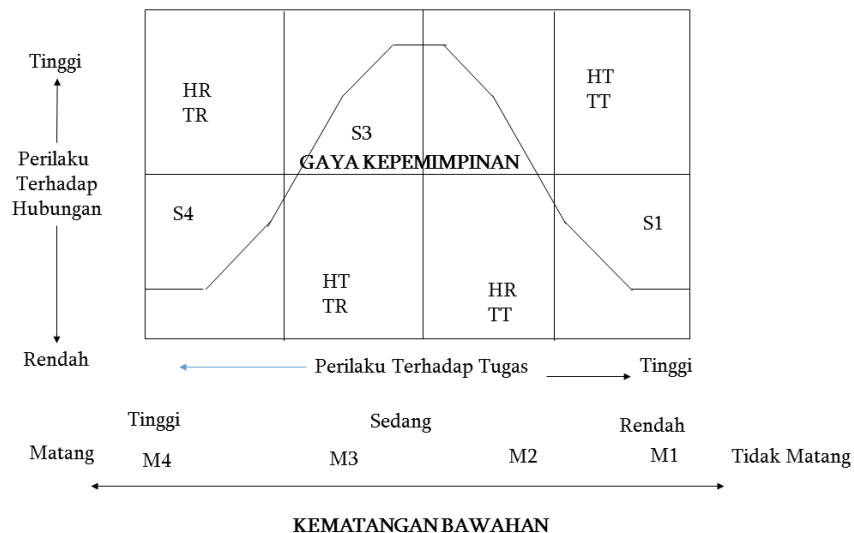 Tinggi
HR
TR
HT
TT
S3
GAYA KEPEMIMPINAN
Perilaku
Terhadap
Hubungan
S4
S1
HT
TR
HR
TT
Rendah
Perilaku Terhadap Tugas
Tinggi
Tinggi
Sedang
Rendah
Matang
M4
M3
M2
M1
Tidak Matang
KEMATANGAN BAWAHAN